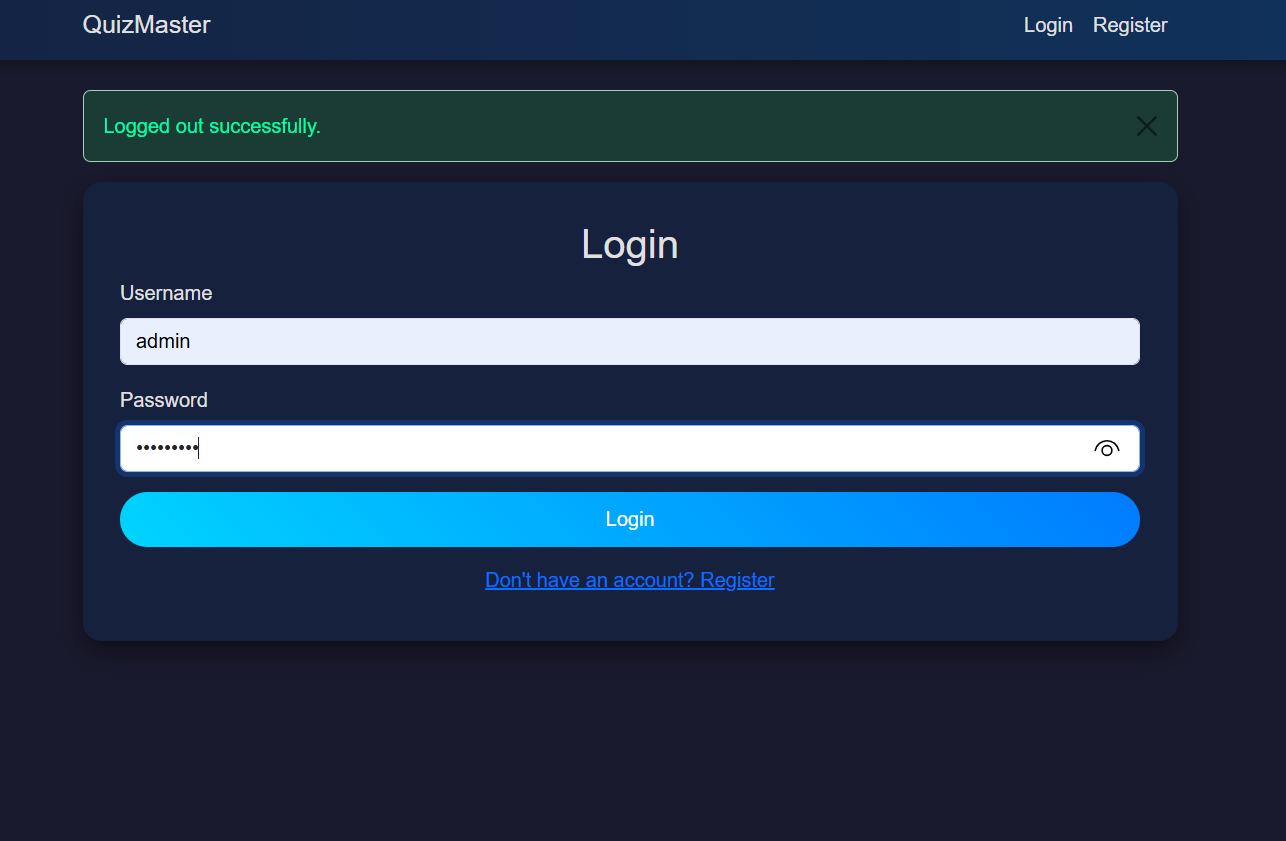 QuizMaster
Login Register
Logged out successfully.
Login
Username
admin
Password
•••••••••
Login
Don't have an account? Register